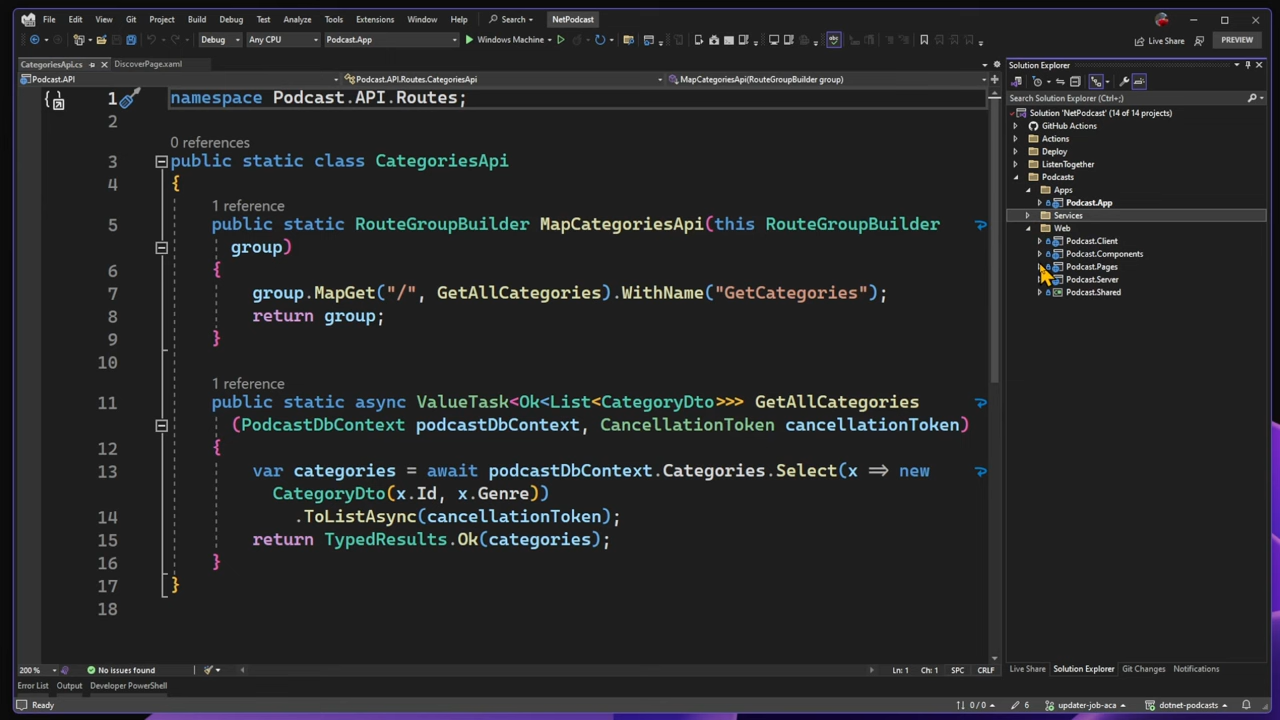 File Edit View Git Project Build Debug Test Analyze Tools Extensions Window Help Search NetPodcast
Debug Any CPU Podcast.App Windows Machine Live Share PREVIEW
CategoriesApi.cs DiscoverPage.xaml
Podcast.API Podcast.API.Routes.CategoriesApi MapCategoriesApi(RouteGroupBuilder group)
1 namespace Podcast.API.Routes;
2
0 references
3 public static class CategoriesApi
4 {
1 reference
5 public static RouteGroupBuilder MapCategoriesApi(this RouteGroupBuilder
group)
6 {
7 group.MapGet("/", GetAllCategories).WithName("GetCategories");
8 return group;
9 }
10
1 reference
11 public static async ValueTask<Ok<List<CategoryDto>>> GetAllCategories
(PodcastDbContext podcastDbContext, CancellationToken cancellationToken)
12 {
13 var categories = await podcastDbContext.Categories.Select(x => new
CategoryDto(x.Id, x.Genre))
14 .ToListAsync(cancellationToken);
15 return TypedResults.Ok(categories);
16 }
17 }
18
200 % No issues found Ln: 1 Ch: 1 SPC CRLF
Error List Output Developer PowerShell
Ready 0 / 0 6 updater-job-aca dotnet-podcasts
Solution Explorer
Search Solution Explorer (Ctrl+;)
Solution 'NetPodcast' (14 of 14 projects)
GitHub Actions
Actions
Deploy
ListenTogether
Podcasts
Apps
Podcast.App
Services
Web
Podcast.Client
Podcast.Components
Podcast.Pages
Podcast.Server
Podcast.Shared
Live Share Solution Explorer Git Changes Notifications